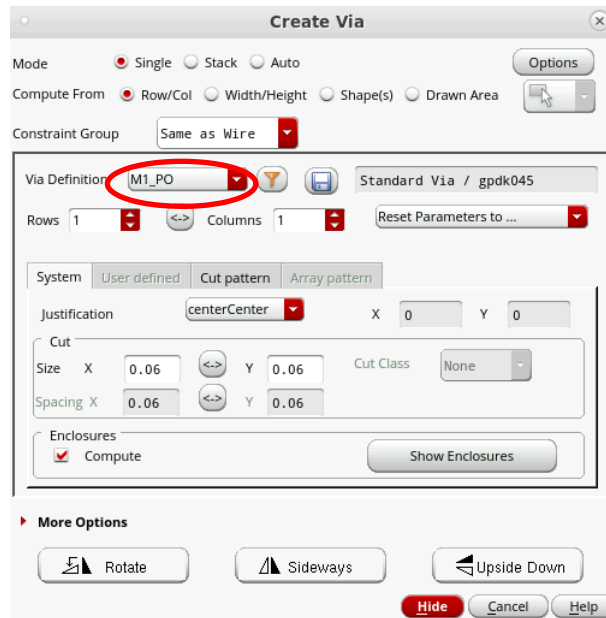 Create Via
Mode Single Stack Auto Options
Compute From Row/Col Width/Height Shape(s) Drawn Area
Constraint Group Same as Wire
Via Definition M1_PO Standard Via / gpdk045
Rows 1 <-> Columns 1 Reset Parameters to ...
System User defined Cut pattern Array pattern
Justification centerCenter X 0 Y 0
Cut
Size X 0.06 <-> Y 0.06 Cut Class None
Spacing X 0.06 <-> Y 0.06
Enclosures
Compute Show Enclosures
More Options
Rotate Sideways Upside Down
Hide Cancel Help